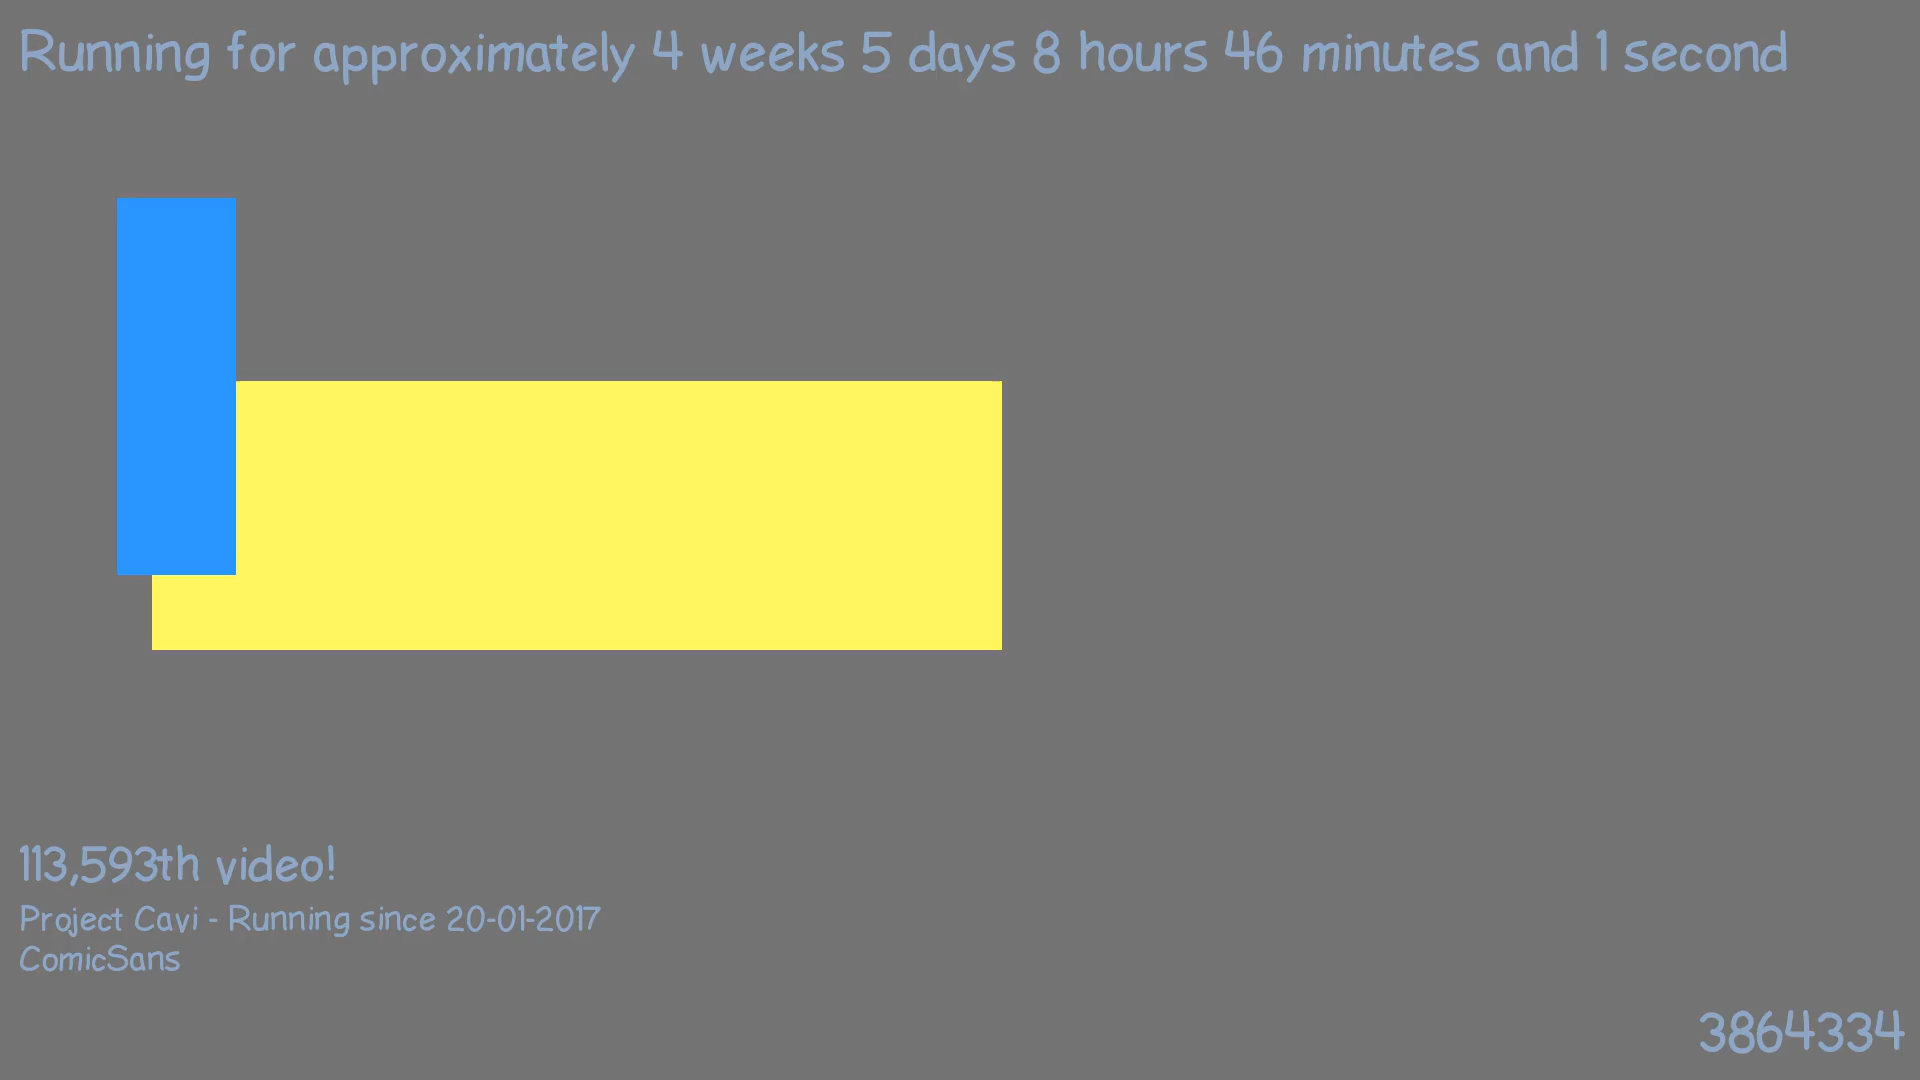 Running for approximately 4 weeks 5 days 8 hours 46 minutes and 1 second
113,593th video!
Project Cavi - Running since 20-01-2017
ComicSans
3864334